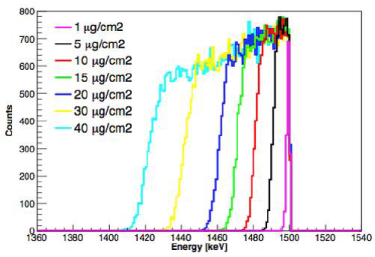 800
700
600
500
400
300
200
100
0
Counts
1 µg/cm2
5 µg/cm2
10 µg/cm2
15 µg/cm2
20 µg/cm2
30 µg/cm2
40 µg/cm2
1360 1380 1400 1420 1440 1460 1480 1500 1520 1540
Energy [keV]